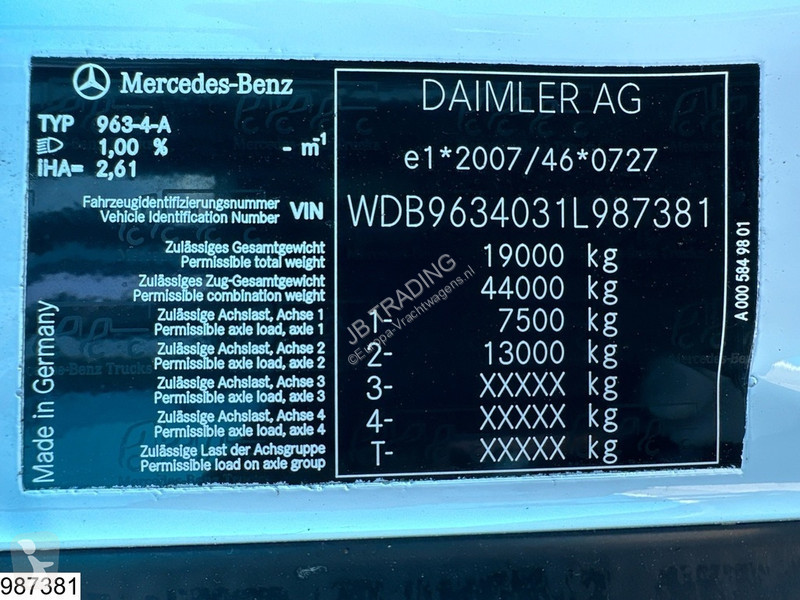 Mercedes-Benz
TYP 963-4-A
1,00 % - m⁻¹
iHA= 2,61
Fahrzeugidentifizierungsnummer
Vehicle Identification Number VIN
Zulässiges Gesamtgewicht
Permissible total weight
Zulässiges Zug-Gesamtgewicht
Permissible combination weight
Zulässige Achslast, Achse 1
Permissible axle load, axle 1
Zulässige Achslast, Achse 2
Permissible axle load, axle 2
Zulässige Achslast, Achse 3
Permissible axle load, axle 3
Zulässige Achslast, Achse 4
Permissible axle load, axle 4
Zulässige Last der Achsgruppe
Permissible load on axle group
Made In Germany
DAIMLER AG
e1*2007/46*0727
WDB9634031L987381
19000 kg
44000 kg
1- 7500 kg
2- 13000 kg
3- XXXXX kg
4- XXXXX kg
T- XXXXX kg
A 000 584 98 01
JB TRADING
©Europa-Vrachtwagens.nl
987381